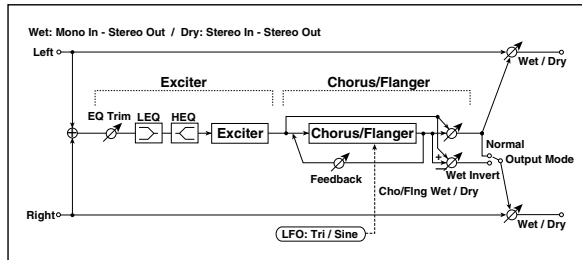 Wet: Mono In - Stereo Out / Dry: Stereo In - Stereo Out
Left
Wet / Dry
Exciter
Chorus/Flanger
EQ Trim
LEQ
HEQ
Exciter
Chorus/Flanger
Normal
Output Mode
+
−
Wet Invert
Feedback
Cho/Flng Wet / Dry
Right
LFO: Tri / Sine
Wet / Dry